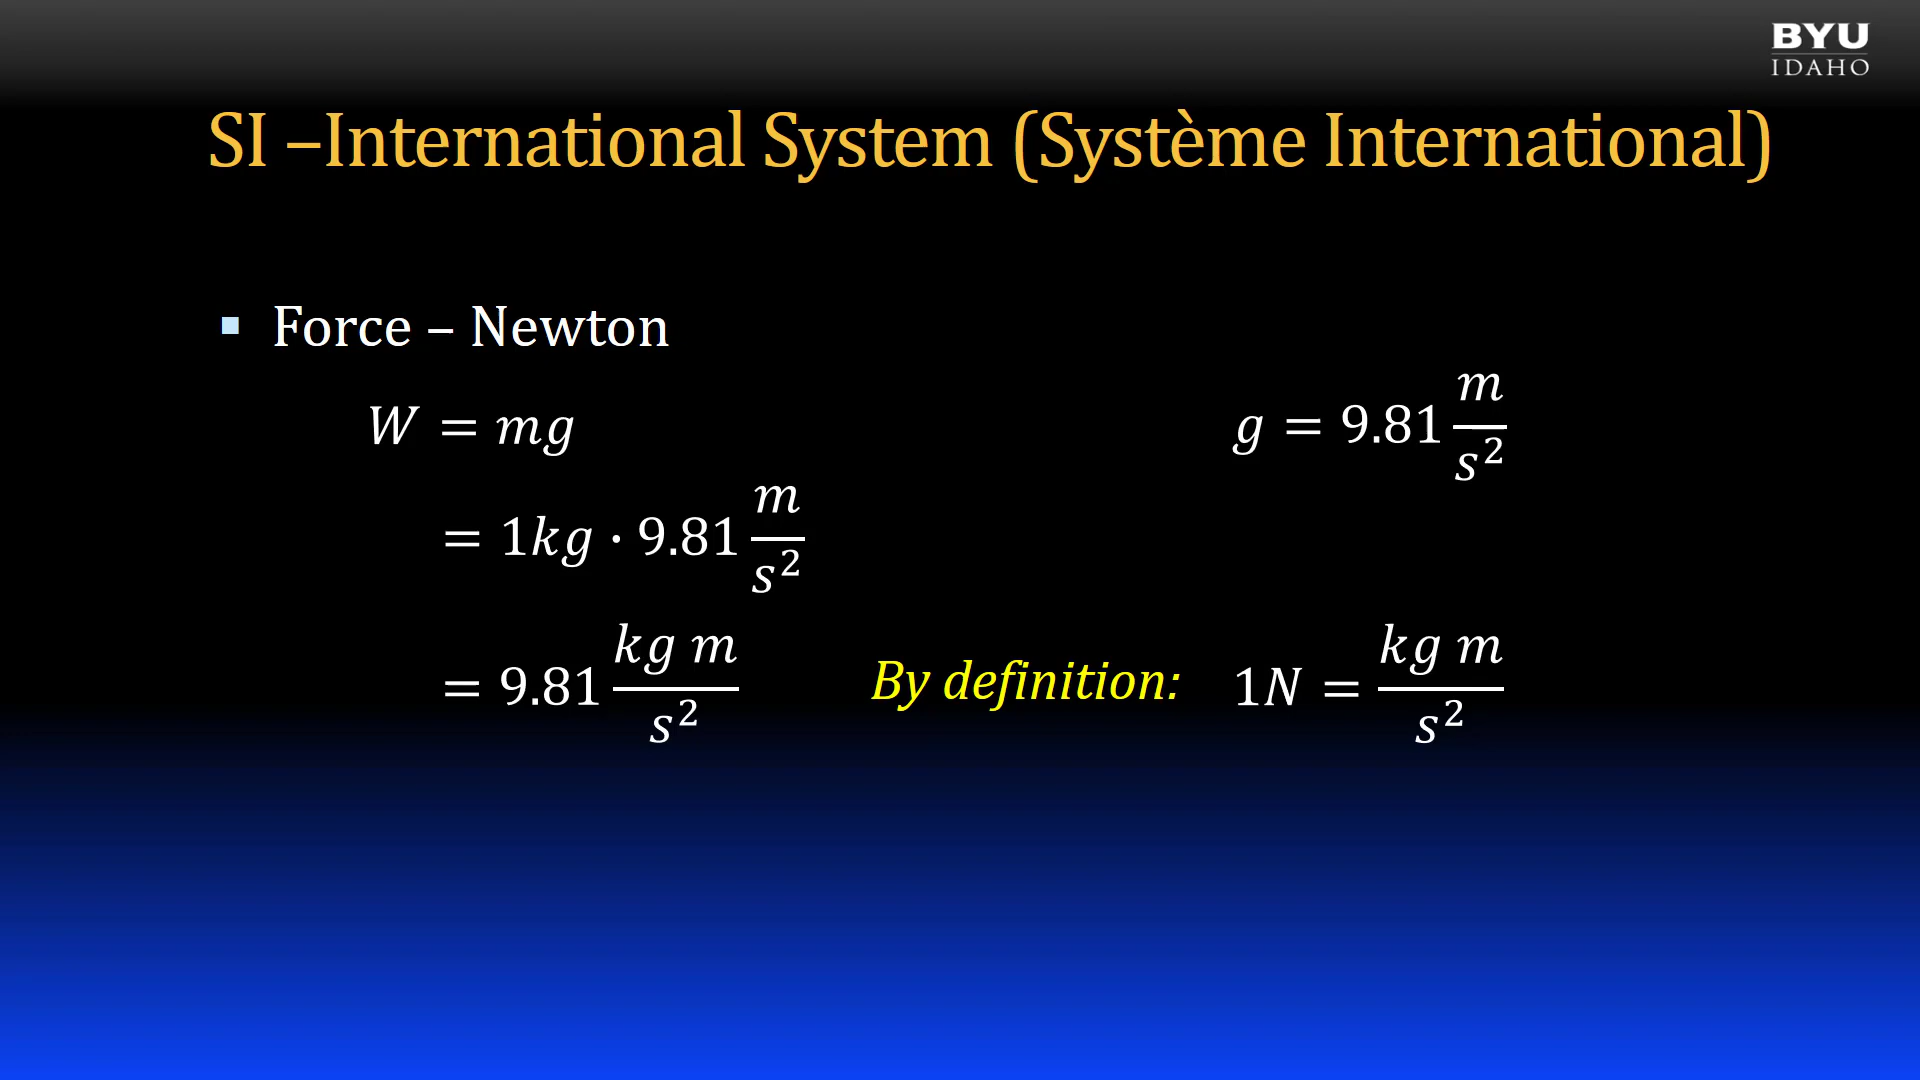 BYU
IDAHO
SI –International System (Système International)
▪ Force – Newton
W = mg
g = 9.81 m/s²
= 1kg · 9.81 m/s²
= 9.81 kg m/s²
By definition: 1N = kg m/s²